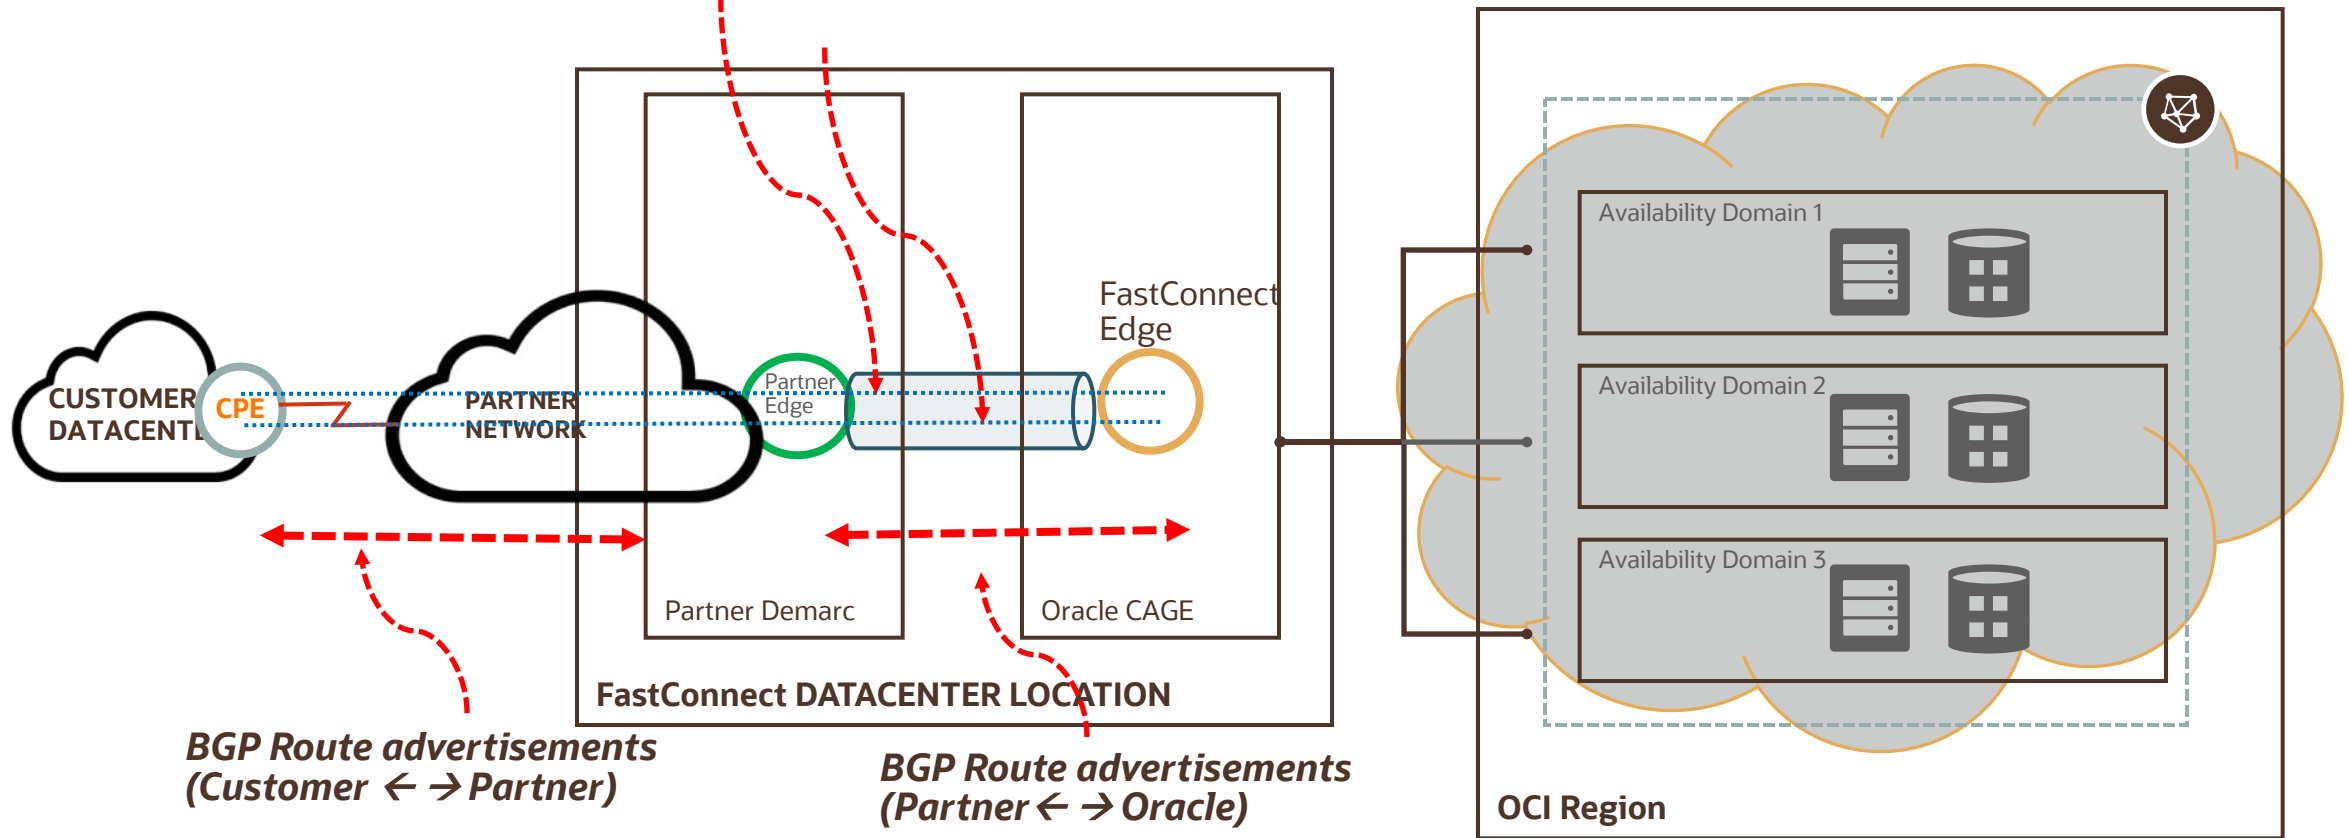 Availability Domain 1
FastConnect
Edge
CUSTOMER
DATACENTE
CPE
PARTNER
NETWORK
Partner
Edge
Availability Domain 2
Availability Domain 3
Partner Demarc
Oracle CAGE
FastConnect DATACENTER LOCATION
BGP Route advertisements
(Customer ← → Partner)
BGP Route advertisements
(Partner ← → Oracle)
OCI Region